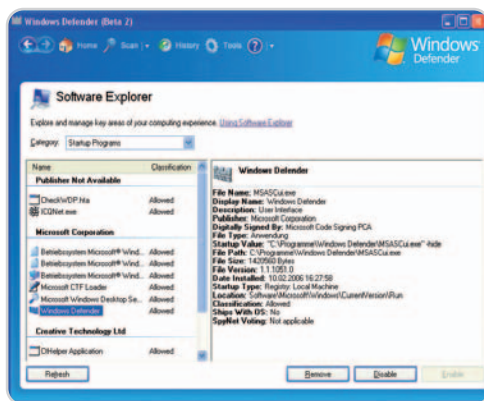 Windows Defender (Beta 2)
Home Scan History Tools
Windows
Defender
Software Explorer
Explore and manage key areas of your computing experience. Using Software Explorer
Category: Startup Programs
Name Classification
Publisher Not Available
CheckWDP.hta Allowed
ICQNet.exe Allowed
Microsoft Corporation
Betriebssystem Microsoft® Wind... Allowed
Betriebssystem Microsoft® Wind... Allowed
Betriebssystem Microsoft® Wind... Allowed
Microsoft CTF Loader Allowed
Microsoft Windows Desktop Se... Allowed
Windows Defender Allowed
Creative Technology Ltd
Helper Application Allowed
Windows Defender
File Name: MSASCui.exe
Display Name: Windows Defender
Description: User Interface
Publisher: Microsoft Corporation
Digitally Signed By: Microsoft Code Signing PCA
File Type: Anwendung
Startup Value: "C:\Programme\Windows Defender\MSASCui.exe" -hide
File Path: C:\Programme\Windows Defender\MSASCui.exe
File Size: 1420560 Bytes
File Version: 1.1.1051.0
Date Installed: 10.02.2006 16:27:58
Startup Type: Registry: Local Machine
Location: Software\Microsoft\Windows\CurrentVersion\Run
Classification: Allowed
Ships With OS: No
SpyNet Voting: Not applicable
Refresh Remove Disable Enable